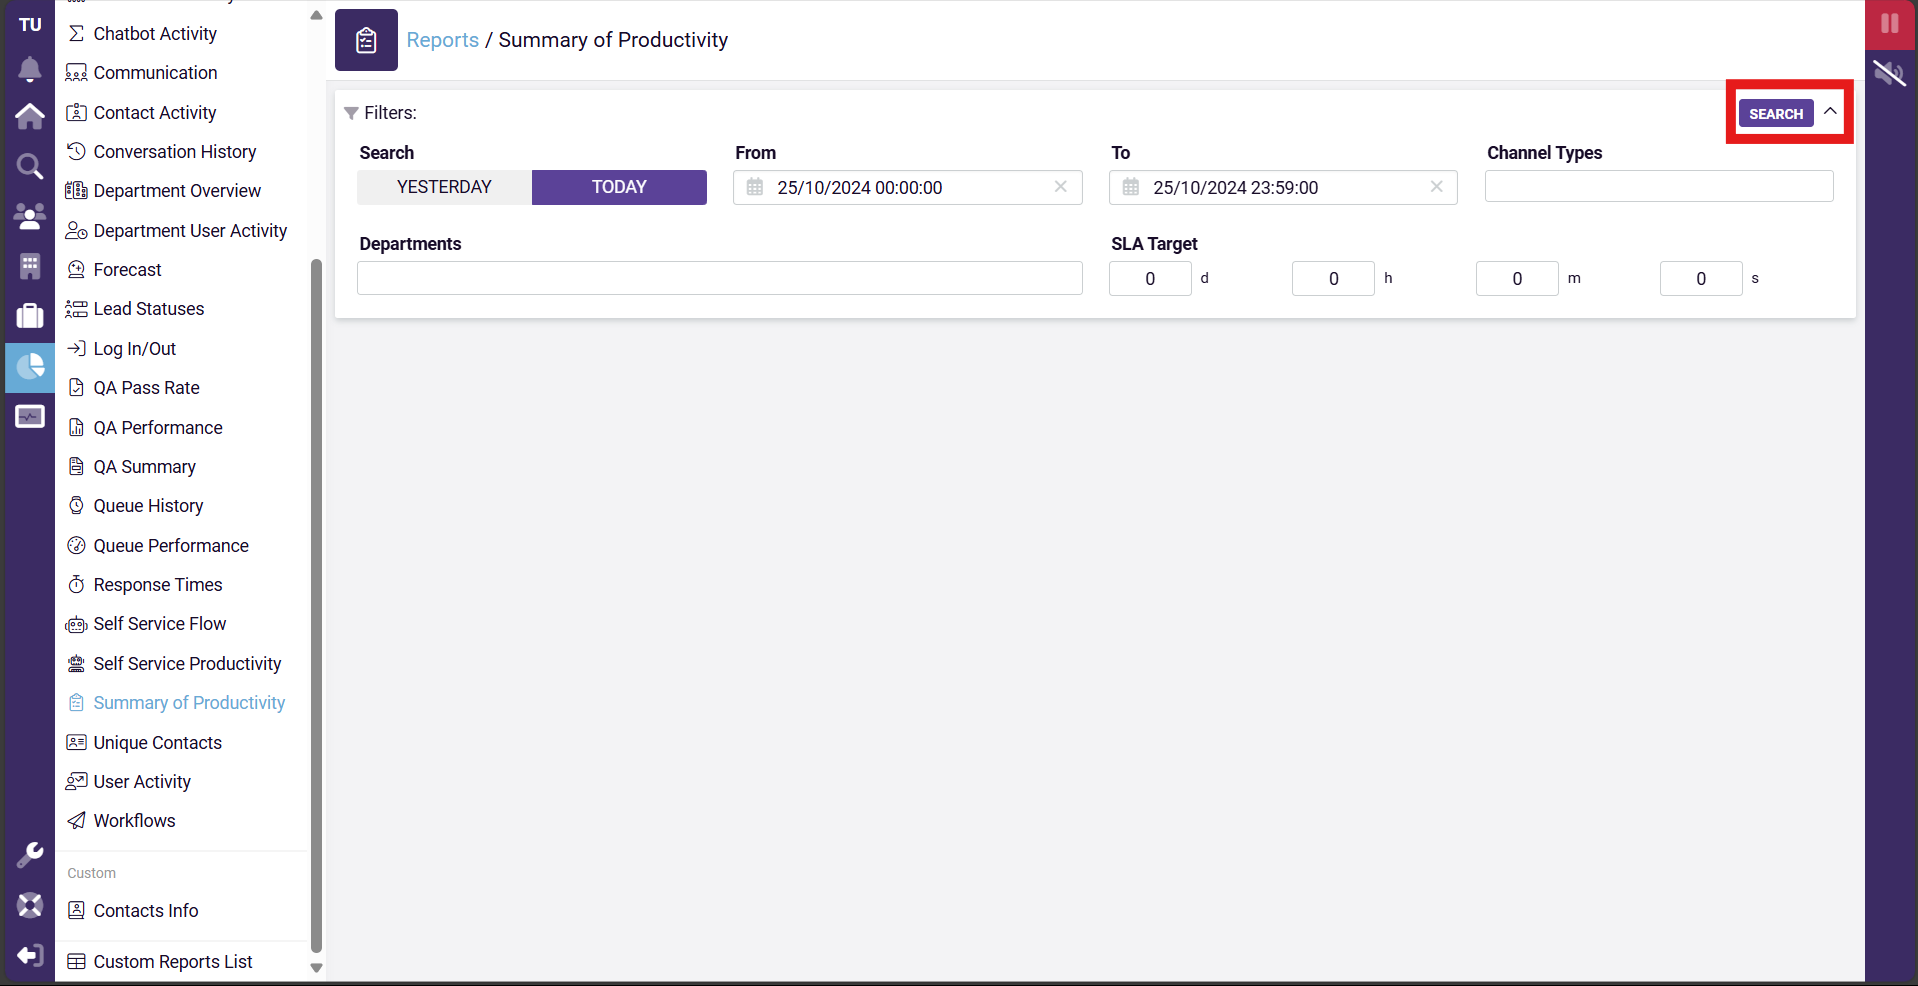 TU
Chatbot Activity
Communication
Contact Activity
Conversation History
Department Overview
Department User Activity
Forecast
Lead Statuses
Log In/Out
QA Pass Rate
QA Performance
QA Summary
Queue History
Queue Performance
Response Times
Self Service Flow
Self Service Productivity
Summary of Productivity
Unique Contacts
User Activity
Workflows
Custom
Contacts Info
Custom Reports List
Reports / Summary of Productivity
Filters:
SEARCH
Search
From
To
Channel Types
YESTERDAY
TODAY
25/10/2024 00:00:00
25/10/2024 23:59:00
Departments
SLA Target
0 d
0 h
0 m
0 s